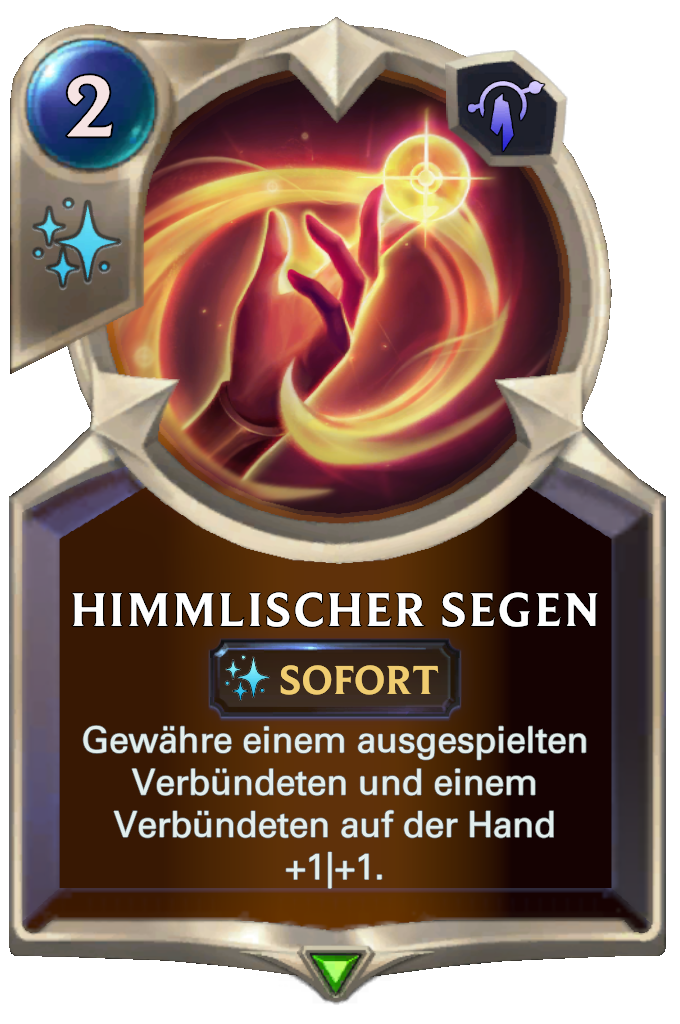 2
HIMMLISCHER SEGEN
SOFORT
Gewähre einem ausgespielten
Verbündeten und einem
Verbündeten auf der Hand
+1|+1.